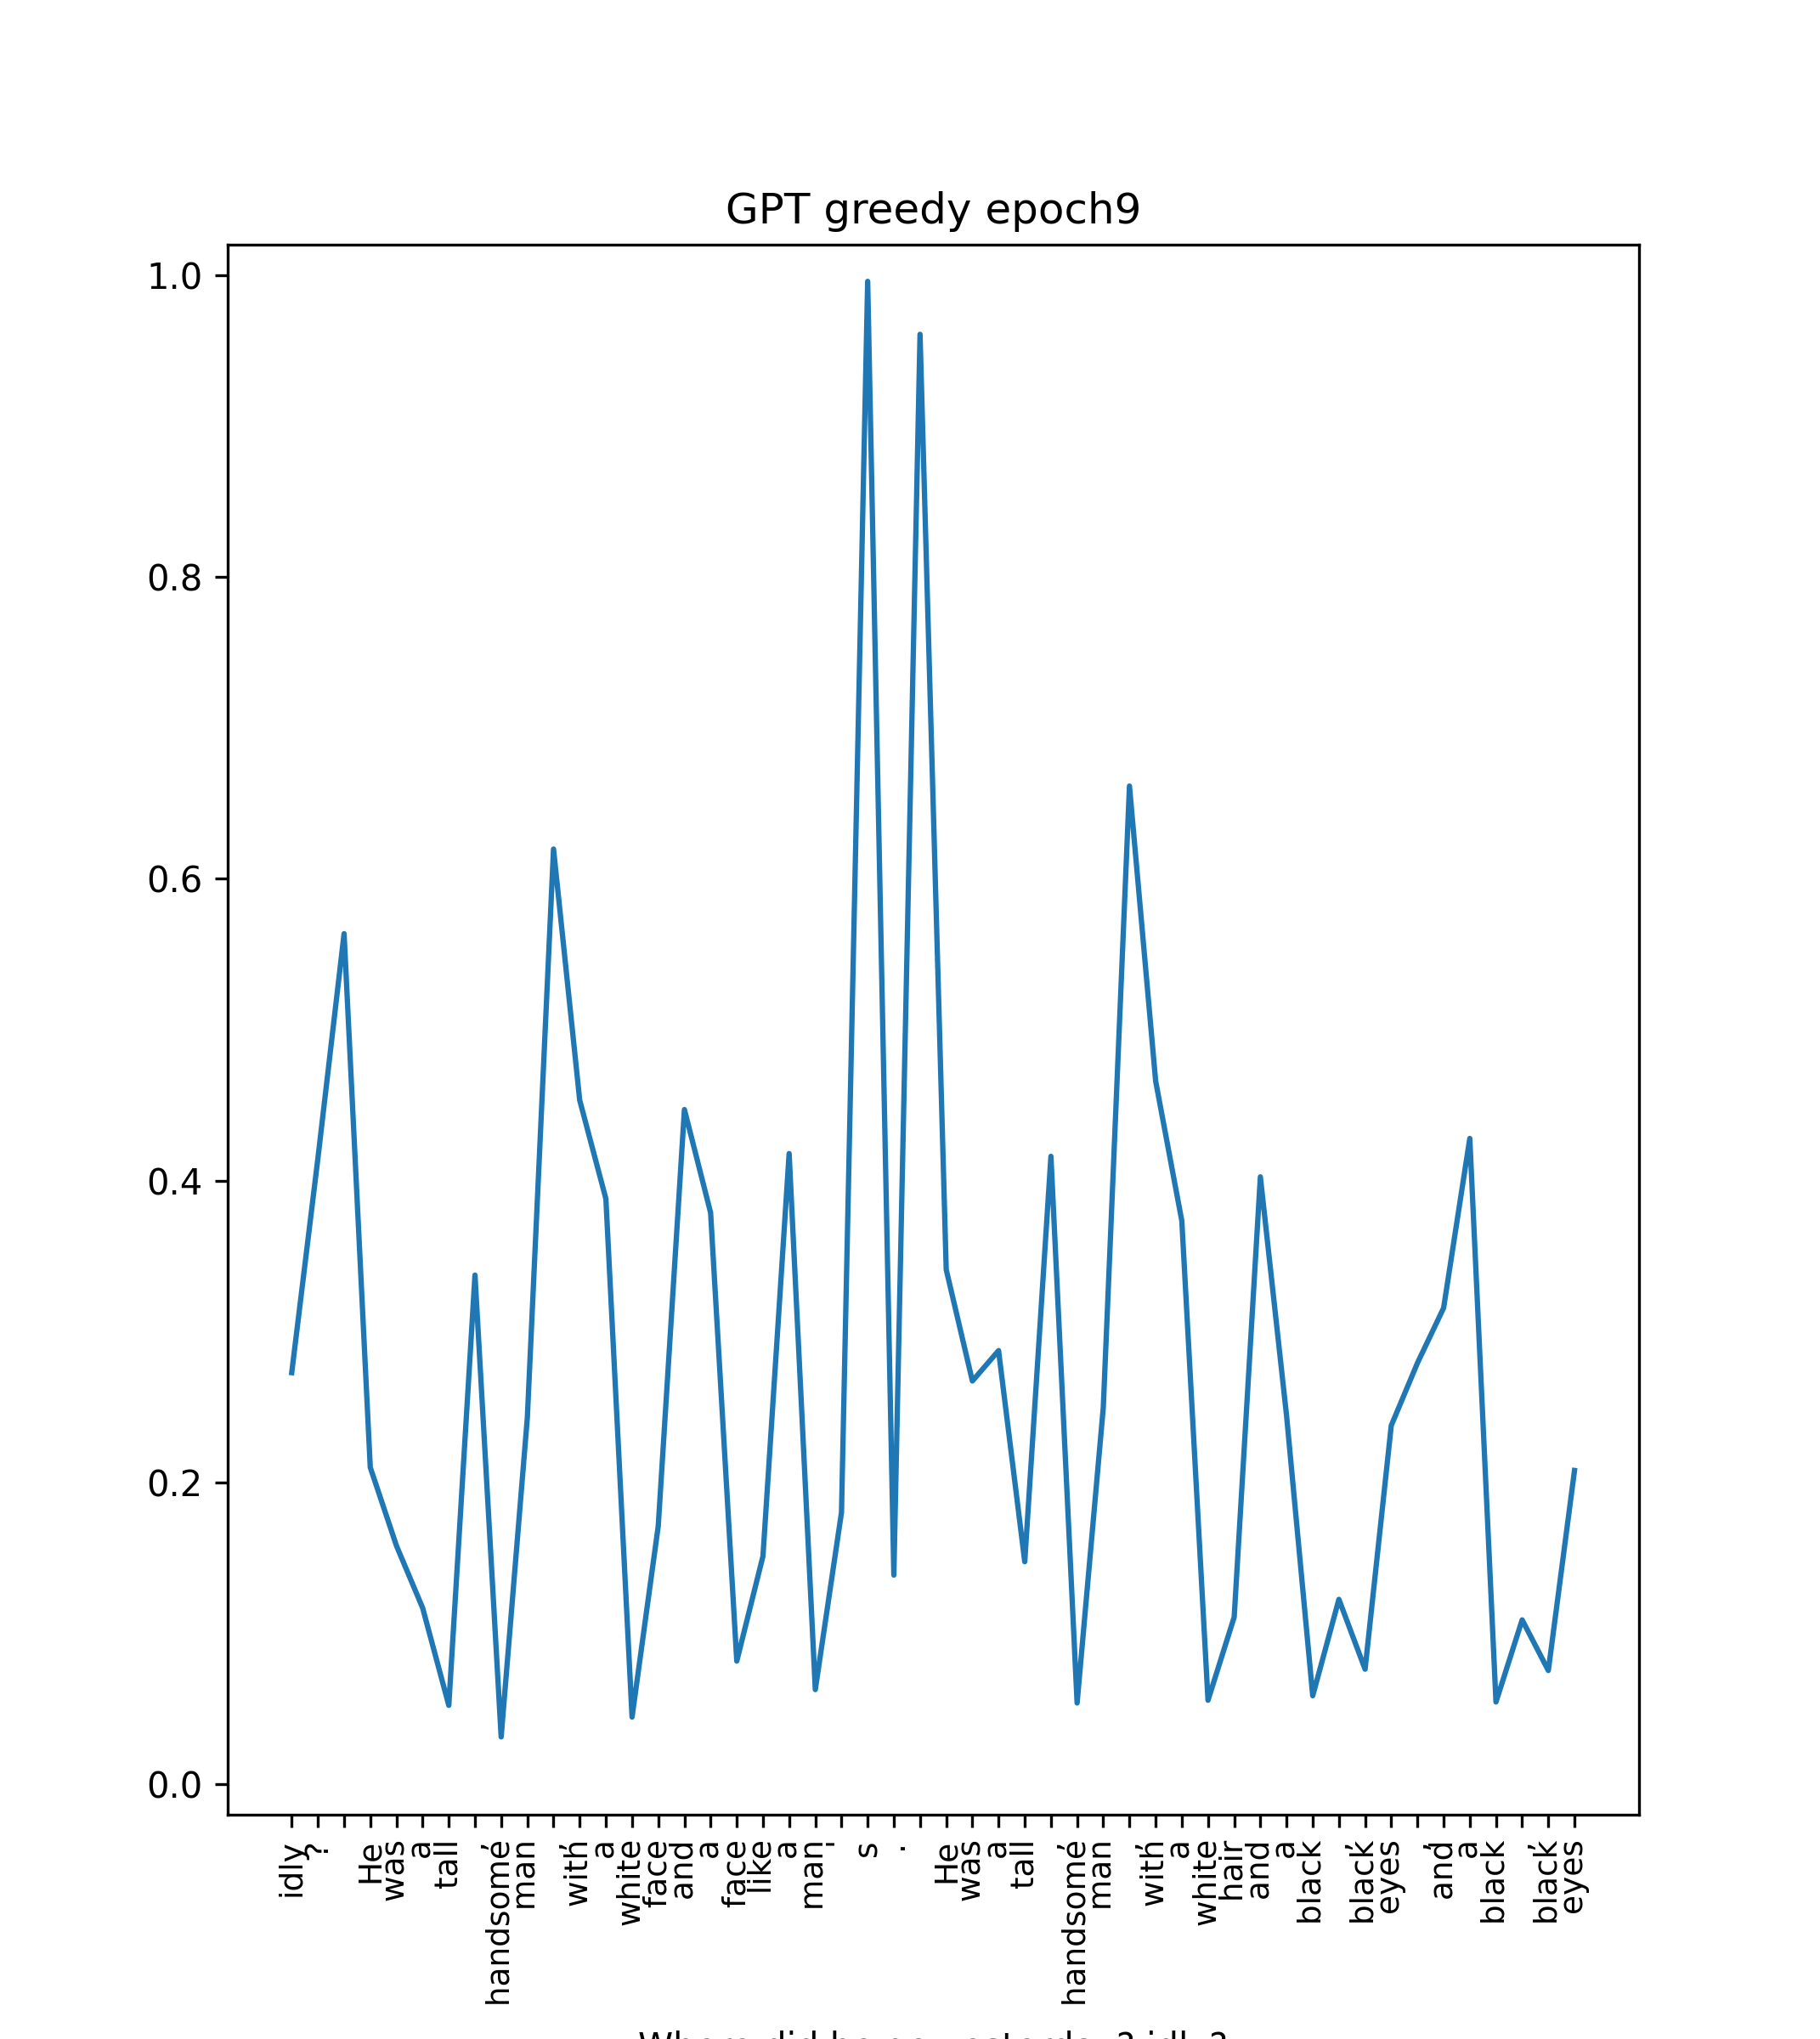 GPT greedy epoch9
1.0
0.8
0.6
0.4
0.2
0.0
idly
?
He
was
a
tall
,
handsome
man
,
with
a
white
face
and
a
face
like
a
man
'
s
.
He
was
a
tall
,
handsome
man
,
with
a
white
hair
and
a
black
,
black
eyes
,
and
a
black
,
black
eyes